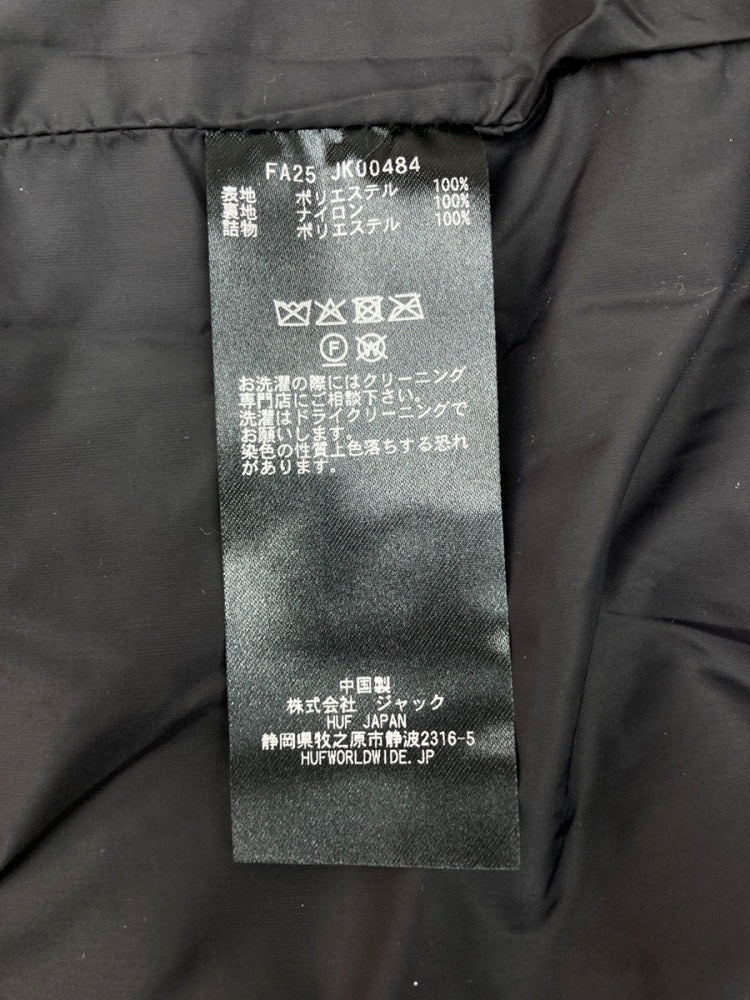 FA25 JK00484
表地 ポリエステル 100%
裏地 ナイロン 100%
詰物 ポリエステル 100%
F W
お洗濯の際にはクリーニング
専門店にご相談下さい。
洗濯はドライクリーニングで
お願いします。
染色の性質上色落ちする恐れ
があります。
中国製
株式会社 ジャック
HUF JAPAN
静岡県牧之原市静波2316-5
HUFWORLDWIDE.JP